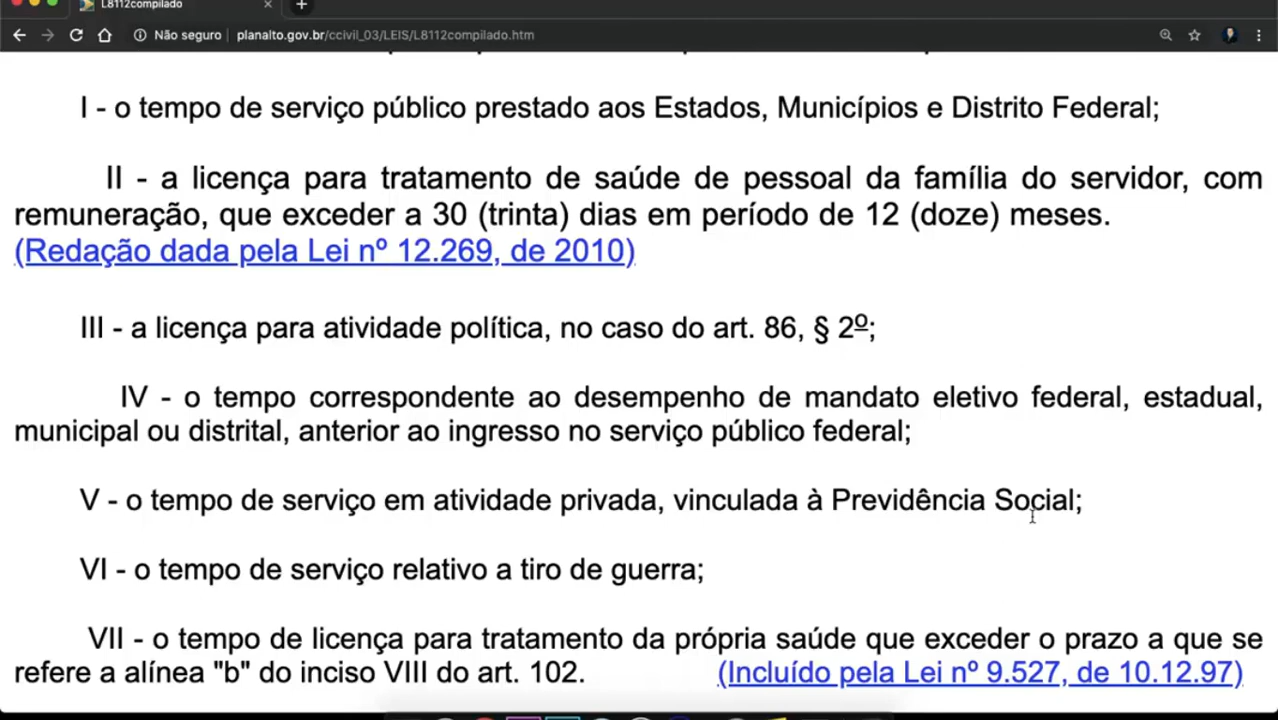 L8112compilado
Não seguro
planalto.gov.br/ccivil_03/LEIS/L8112compilado.htm
I - o tempo de serviço público prestado aos Estados, Municípios e Distrito Federal;
II - a licença para tratamento de saúde de pessoal da família do servidor, com
remuneração, que exceder a 30 (trinta) dias em período de 12 (doze) meses.
(Redação dada pela Lei nº 12.269, de 2010)
III - a licença para atividade política, no caso do art. 86, § 2º;
IV - o tempo correspondente ao desempenho de mandato eletivo federal, estadual,
municipal ou distrital, anterior ao ingresso no serviço público federal;
V - o tempo de serviço em atividade privada, vinculada à Previdência Social;
VI - o tempo de serviço relativo a tiro de guerra;
VII - o tempo de licença para tratamento da própria saúde que exceder o prazo a que se
refere a alínea "b" do inciso VIII do art. 102. (Incluído pela Lei nº 9.527, de 10.12.97)